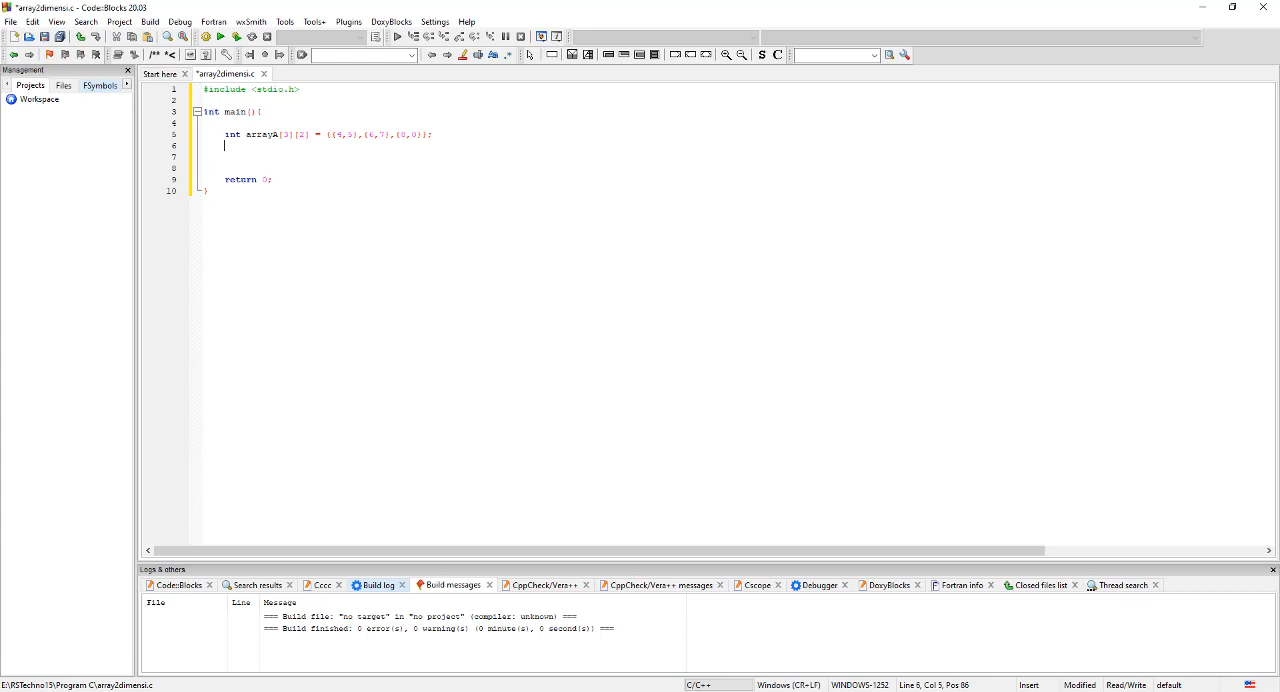 *array2dimensi.c - Code::Blocks 20.03
File Edit View Search Project Build Debug Fortran wxSmith Tools Tools+ Plugins DoxyBlocks Settings Help
/** *<
S C
Management
Projects Files FSymbols
Workspace
Start here *array2dimensi.c
1 #include <stdio.h>
2
3 int main(){
4
5 int arrayA[3][2] = {{4,5},{6,7},{8,0}};
6
7
8
9 return 0;
10 }
Logs & others
Code::Blocks Search results Cccc Build log Build messages CppCheck/Vera++ CppCheck/Vera++ messages Cscope Debugger DoxyBlocks Fortran info Closed files list Thread search
File Line Message
=== Build file: "no target" in "no project" (compiler: unknown) ===
=== Build finished: 0 error(s), 0 warning(s) (0 minute(s), 0 second(s)) ===
E:\RSTechno15\Program C\array2dimensi.c C/C++ Windows (CR+LF) WINDOWS-1252 Line 6, Col 5, Pos 86 Insert Modified Read/Write default